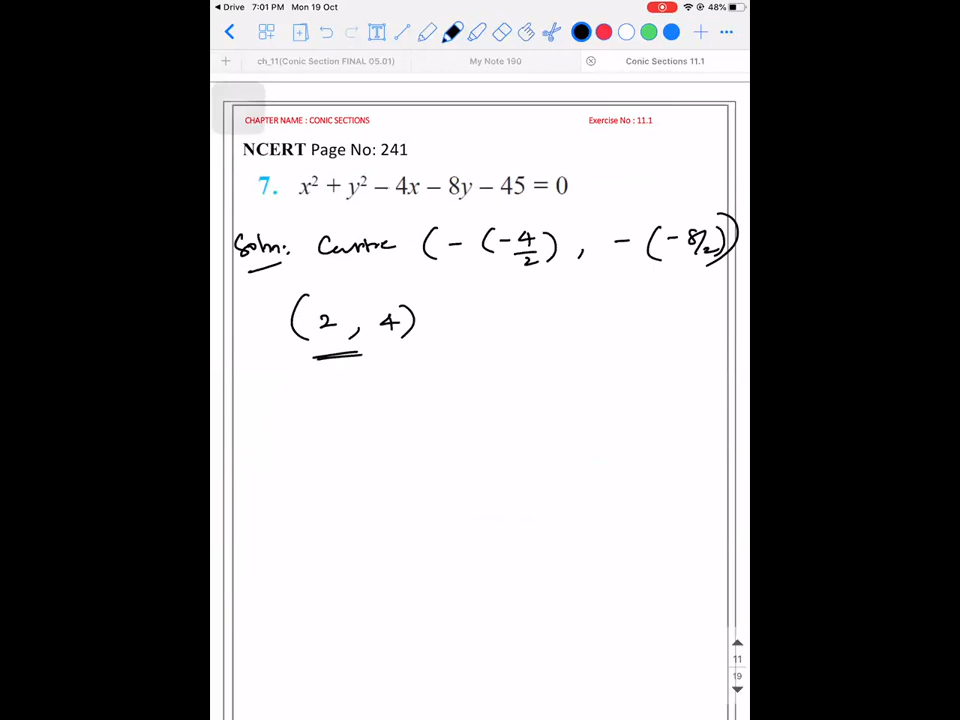 Drive 7:01 PM Mon 19 Oct 48%
ch_11(Conic Section FINAL 05.01) My Note 190 Conic Sections 11.1
CHAPTER NAME : CONIC SECTIONS Exercise No : 11.1
NCERT Page No: 241
7. x² + y² – 4x – 8y – 45 = 0
Soln: Centre (-(-4/2), -(-8/2))
(2, 4)
11
19